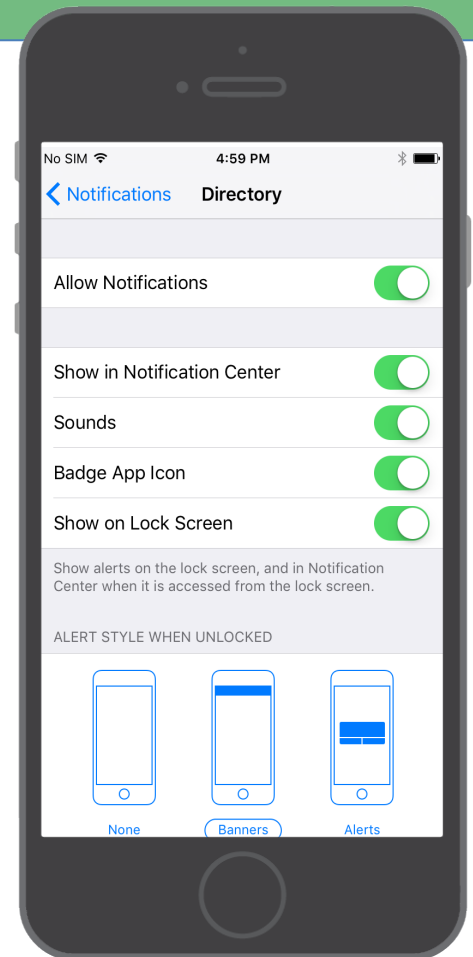 No SIM 4:59 PM
Notifications Directory
Allow Notifications
Show in Notification Center
Sounds
Badge App Icon
Show on Lock Screen
Show alerts on the lock screen, and in Notification
Center when it is accessed from the lock screen.
ALERT STYLE WHEN UNLOCKED
None Banners Alerts